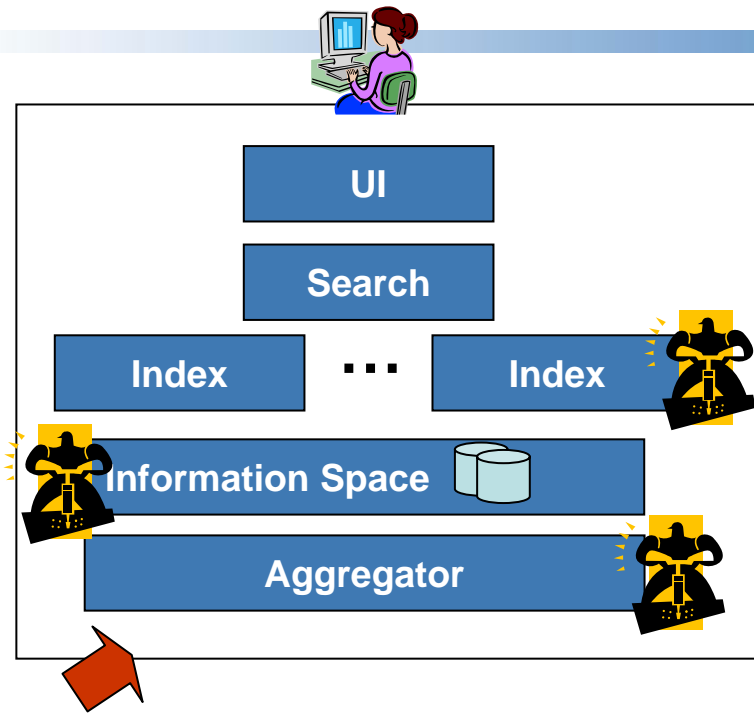 UI
Search
Index ... Index
Information Space
Aggregator